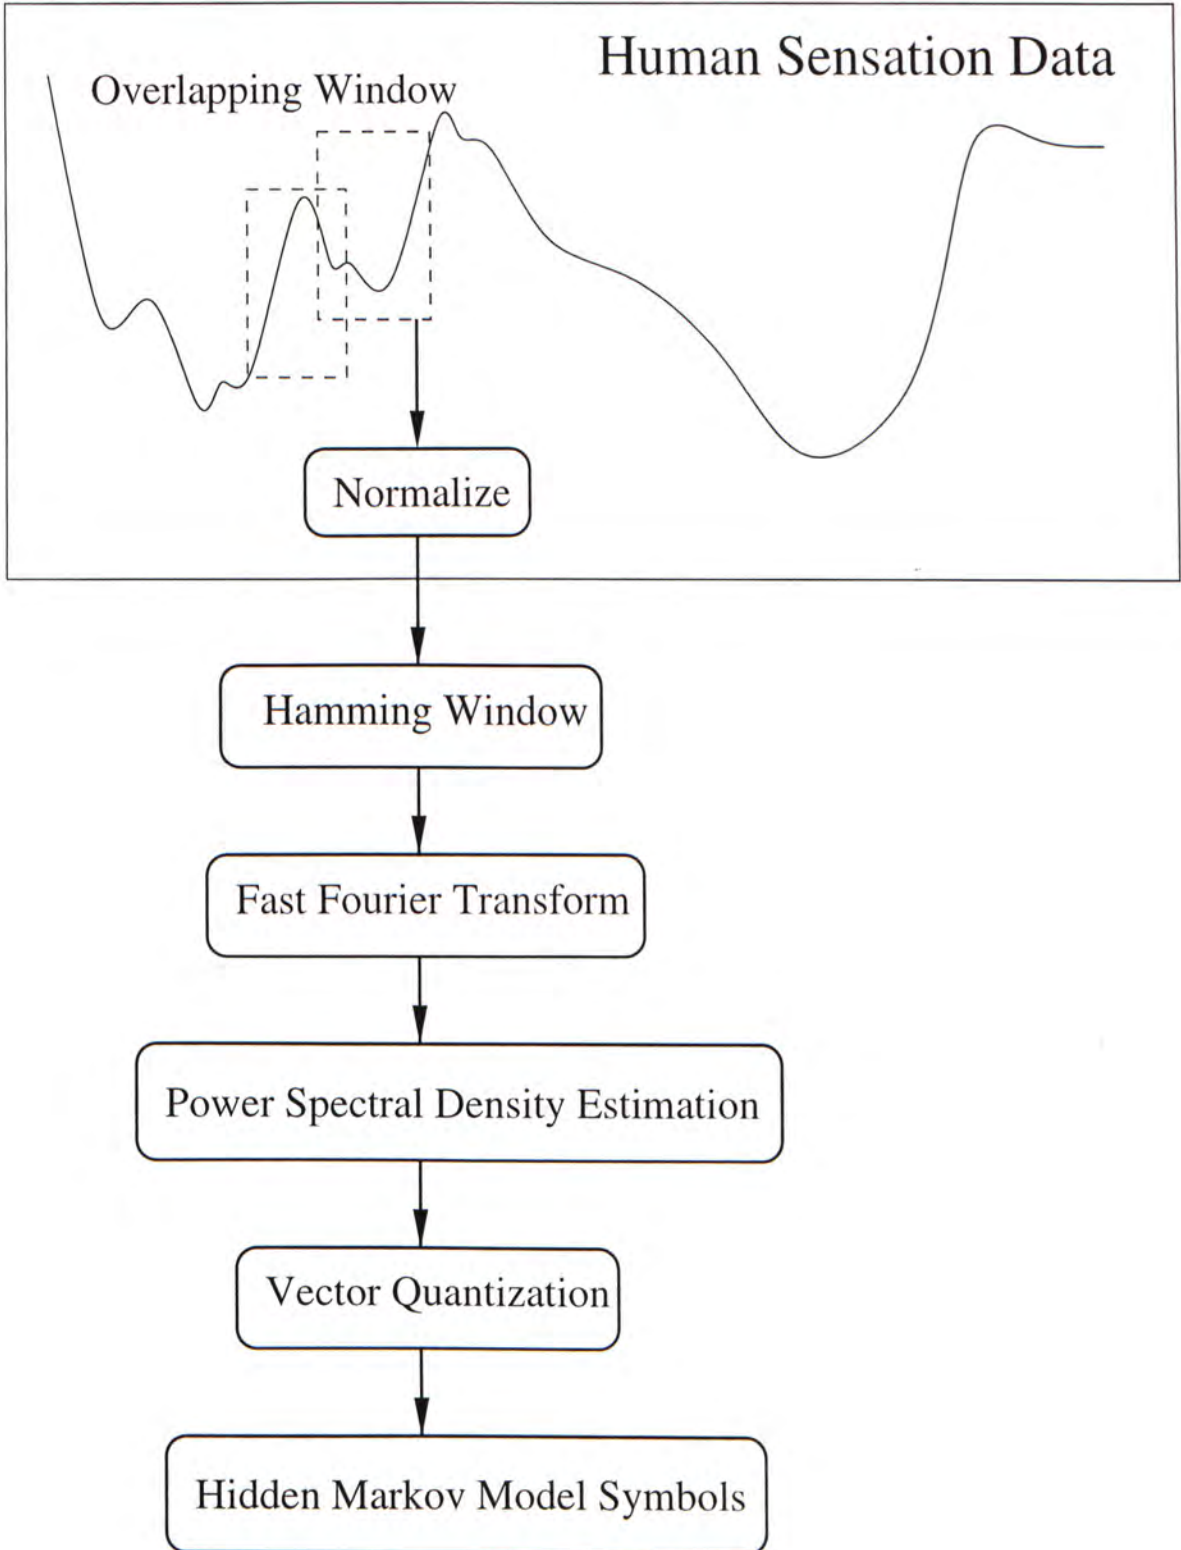 Human Sensation Data
Overlapping Window
Normalize
Hamming Window
Fast Fourier Transform
Power Spectral Density Estimation
Vector Quantization
Hidden Markov Model Symbols